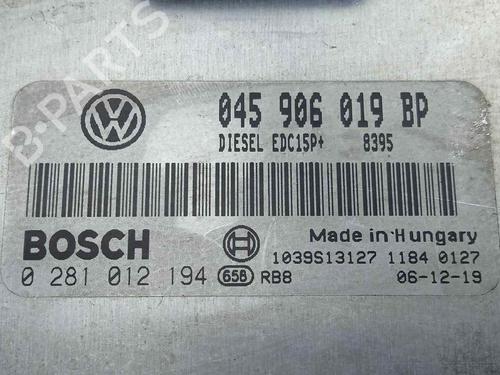 045 906 019 BP
DIESEL EDC15P+ 8395
BOSCH
Made in Hungary
1039S13127 1184 0127
0 281 012 194 658 RB8 06-12-19
B-PARTS